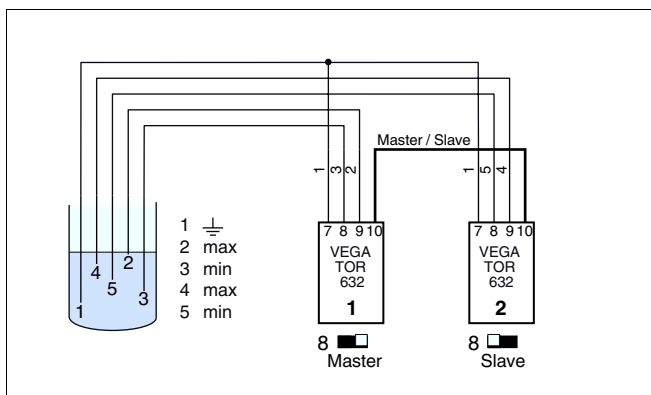 Master / Slave
1 3 2
1 5 4
7 8 9 10
7 8 9 10
VEGA
TOR
632
1
VEGA
TOR
632
2
8
Master
8
Slave
1
2 max
3 min
4 max
5 min
4
2
5
3
1